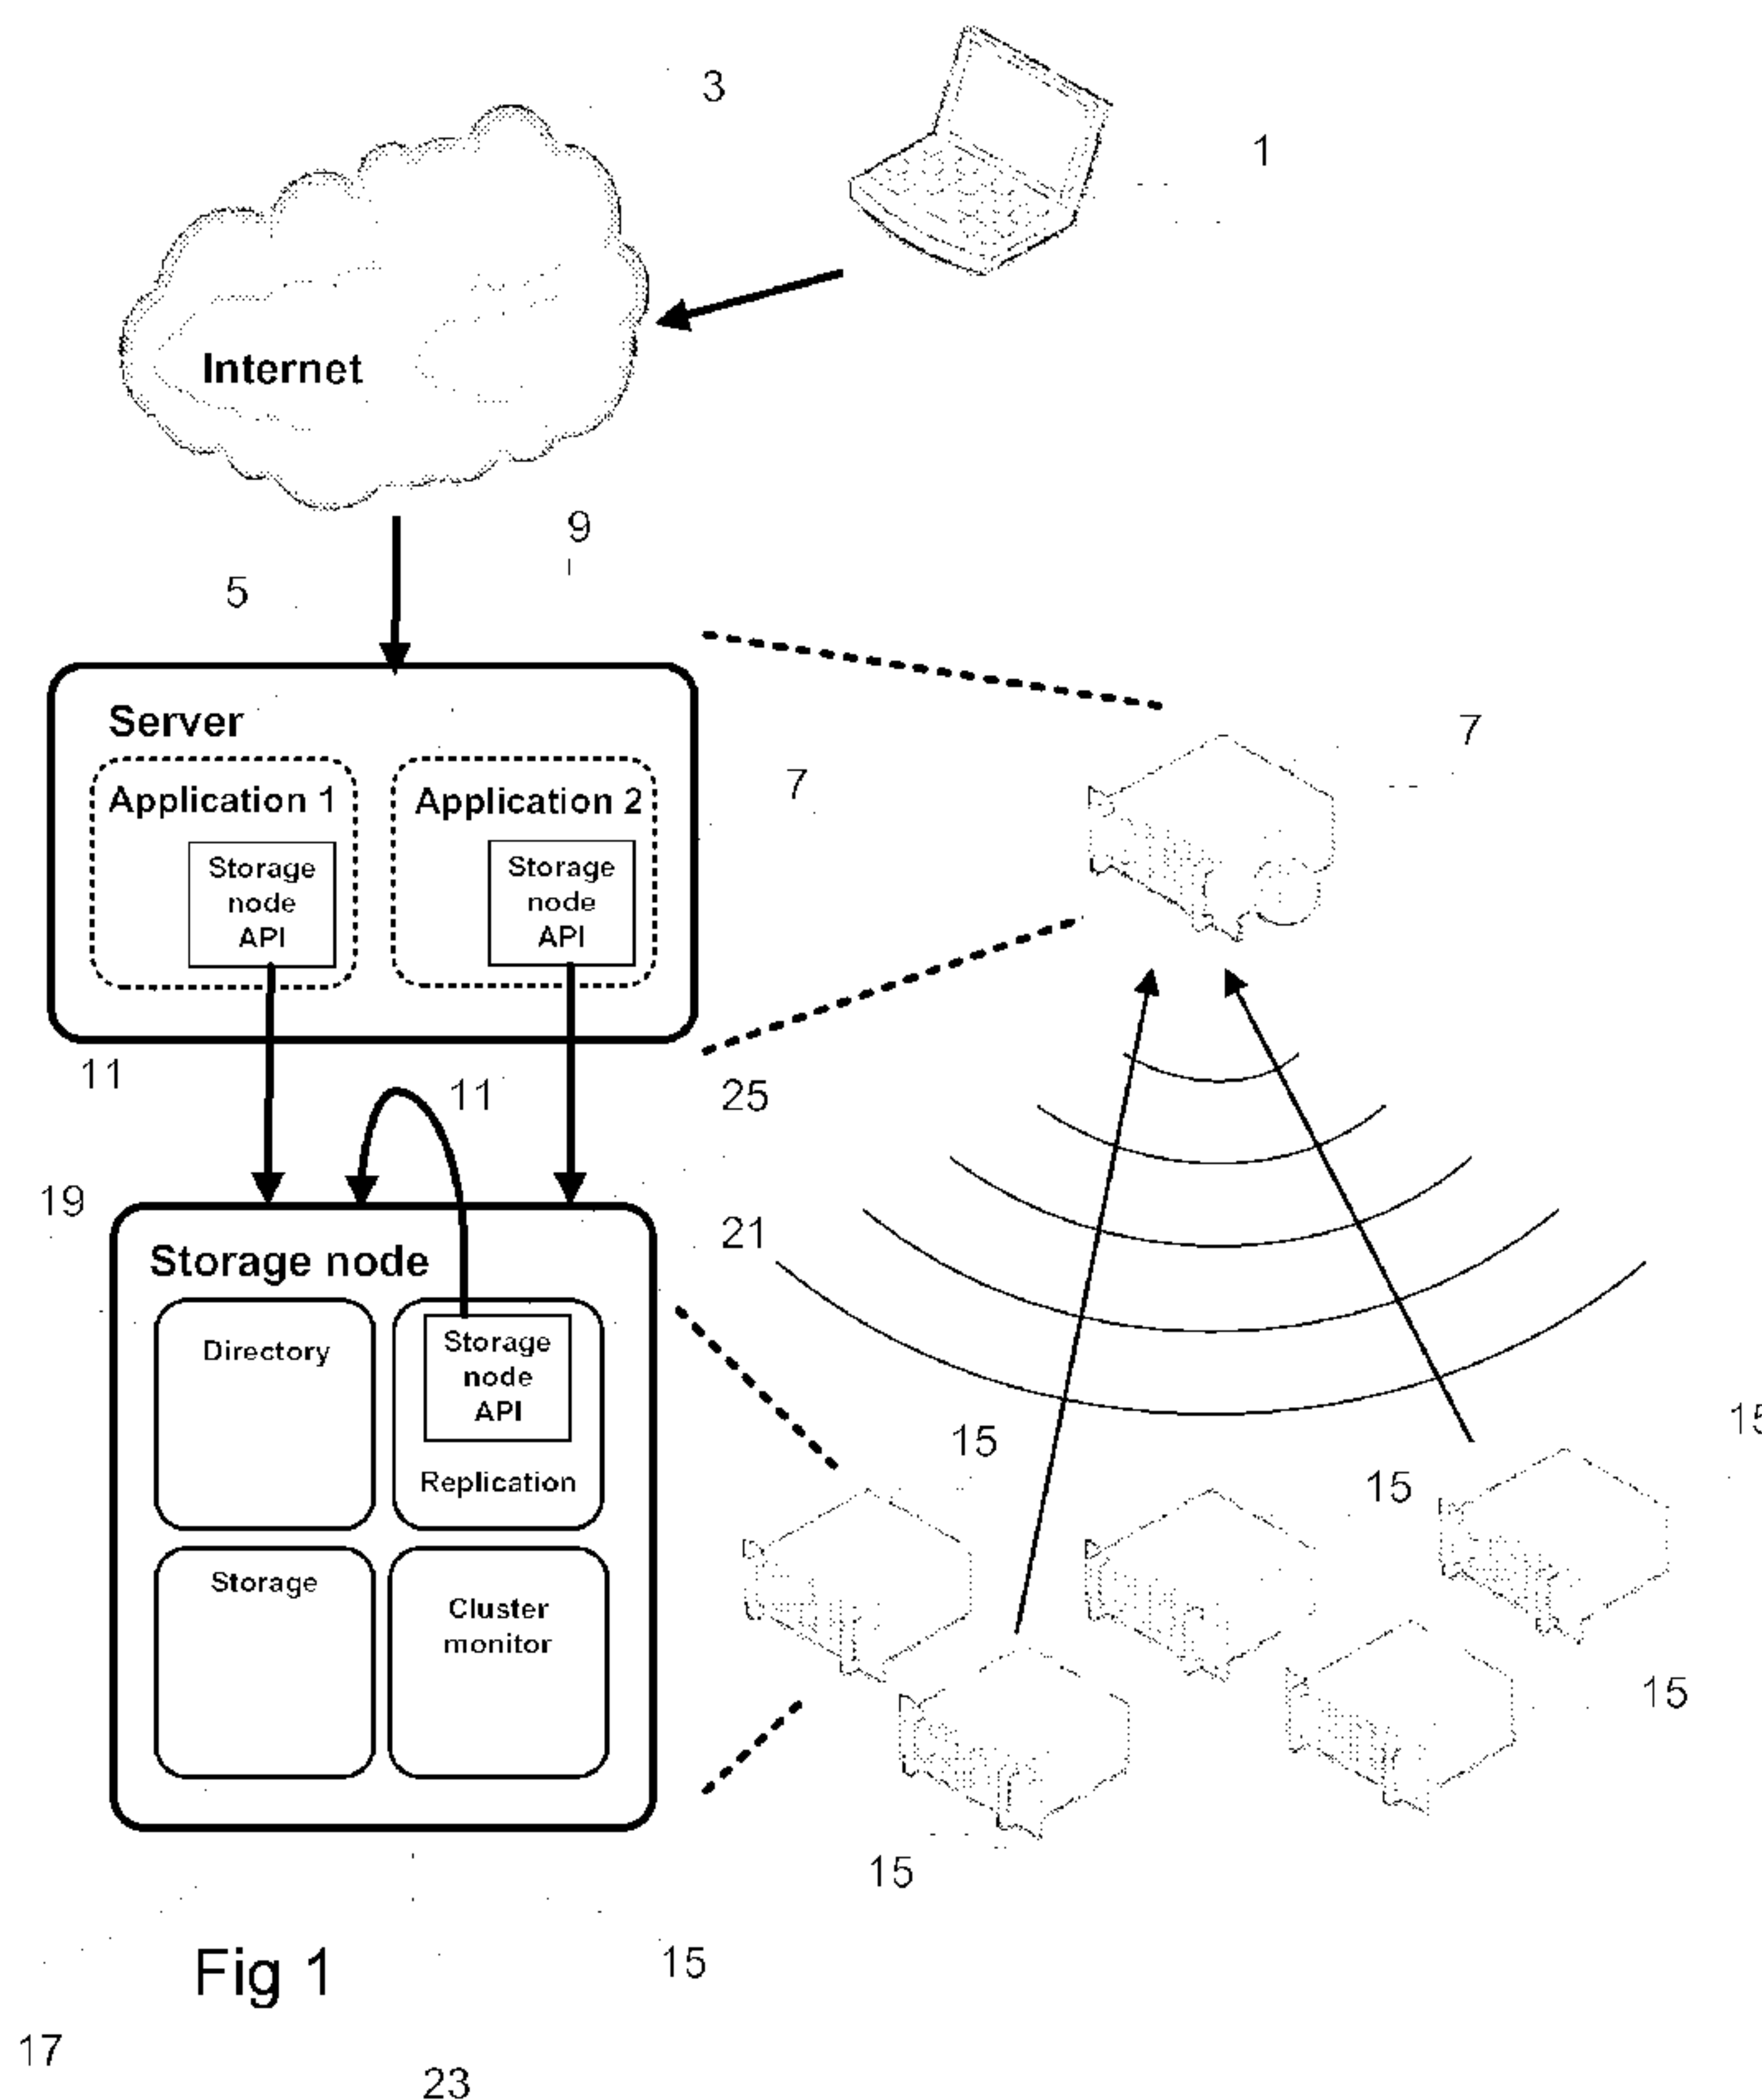 3
1
Internet
9
5
Server
7
7
Application 1
Application 2
Storage
node
API
Storage
node
API
11
11
25
19
21
Storage node
Directory
Storage
node
API
Replication
15
15
15
Storage
Cluster
monitor
15
15
Fig 1
15
17
23